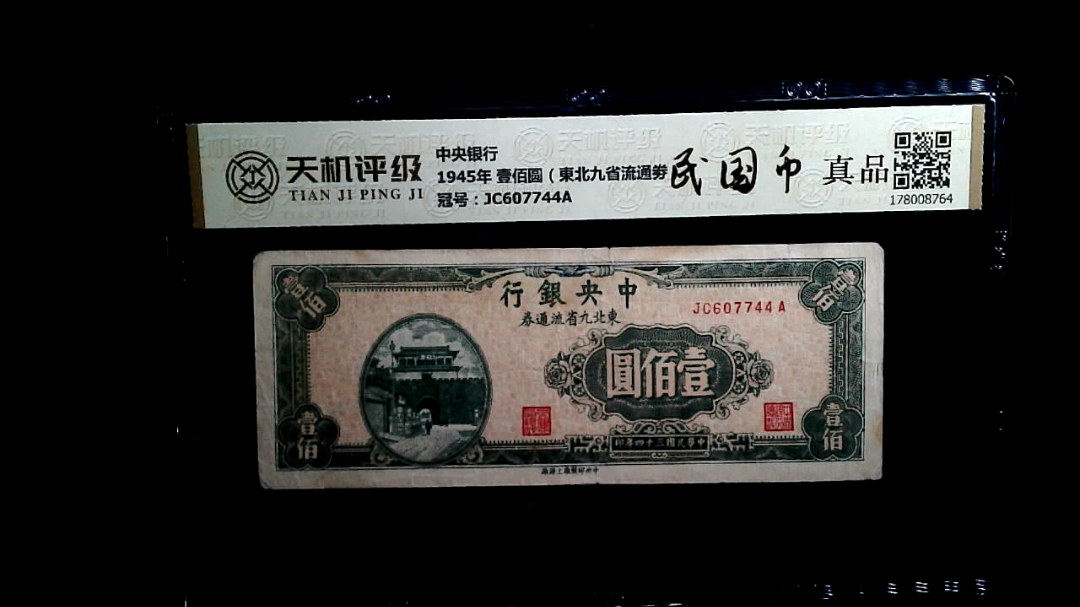 天机评级
TIAN JI PING JI
中央银行
1945年 壹佰圆（東北九省流通券
冠号：JC607744A
民国币
真品
178008764
行銀央中
JC607744A
券通流省九北東
圓佰壹
壹佰
壹佰
壹佰
壹佰
印年四十三國民華中